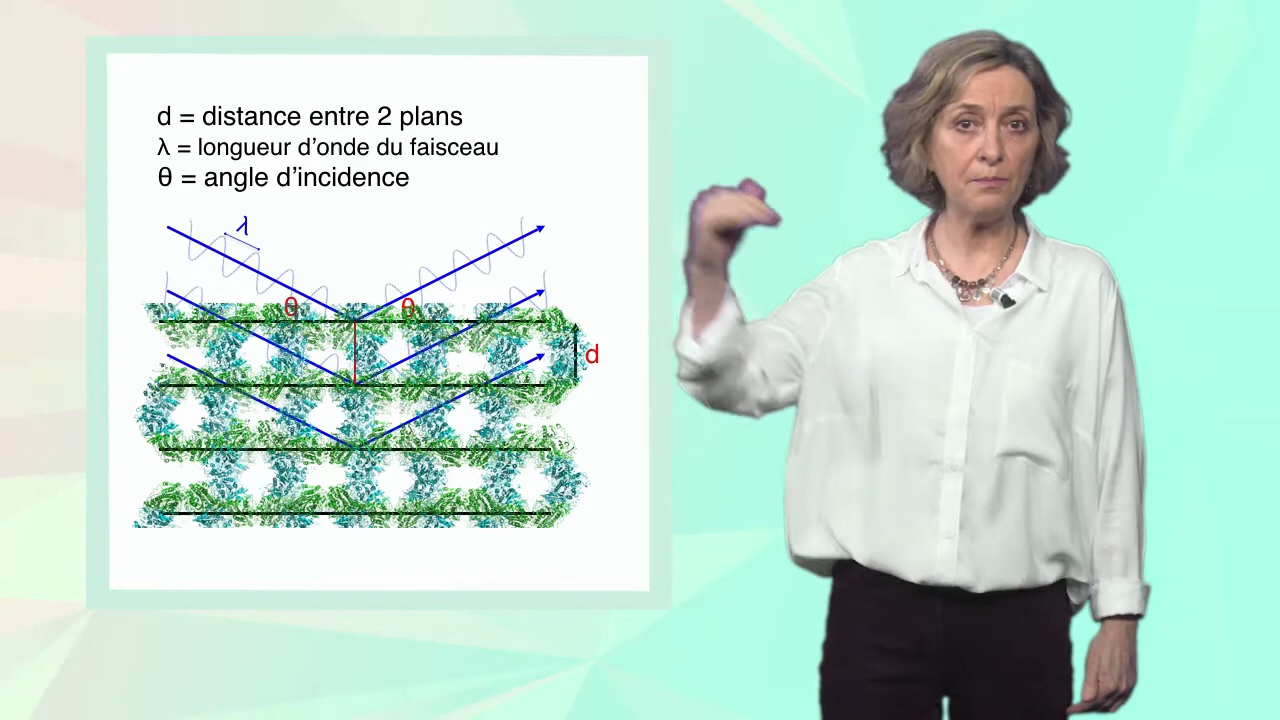 d = distance entre 2 plans
λ = longueur d’onde du faisceau
θ = angle d’incidence
λ
θ θ
d